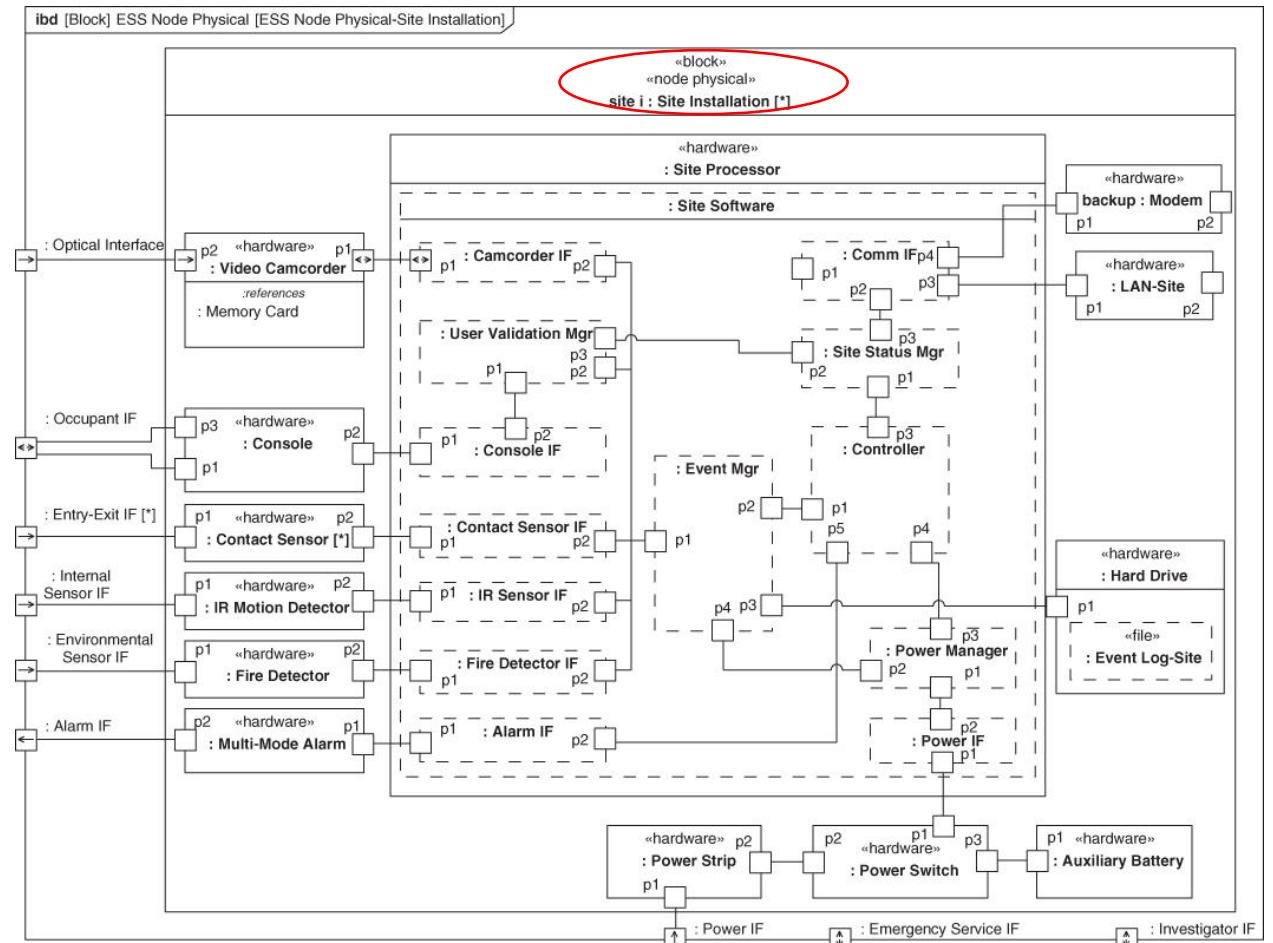 ibd [Block] ESS Node Physical [ESS Node Physical-Site Installation]
«block»
«node physical»
site i : Site Installation [*]
«hardware»
: Site Processor
: Site Software
«hardware»
backup : Modem
p1
p2
: Optical Interface
p2
«hardware»
p1
: Video Camcorder
:references
: Memory Card
: Camcorder IF
p1
p2
: Comm IF
p4
p1
p2
p3
«hardware»
: LAN-Site
p1
p2
: User Validation Mgr
p3
p2
p1
p3
: Site Status Mgr
p2
p1
: Occupant IF
p3
«hardware»
p2
: Console
p1
p1
p2
: Console IF
p3
: Controller
p1
p5
p4
: Event Mgr
p2
p1
p4
p3
: Entry-Exit IF [*]
p1
«hardware»
p2
: Contact Sensor [*]
: Contact Sensor IF
p1
p2
«hardware»
: Hard Drive
p1
«file»
: Event Log-Site
: Internal
Sensor IF
p1
«hardware»
p2
: IR Motion Detector
p1
: IR Sensor IF
p2
: Environmental
Sensor IF
p1
«hardware»
p2
: Fire Detector
: Fire Detector IF
p1
p2
p3
: Power Manager
p2
p1
: Alarm IF
p2
«hardware»
p1
: Multi-Mode Alarm
p1
: Alarm IF
p2
p2
: Power IF
p1
«hardware»
p2
: Power Strip
p1
p2
p1
p3
«hardware»
: Power Switch
p1
«hardware»
: Auxiliary Battery
: Power IF
: Emergency Service IF
: Investigator IF